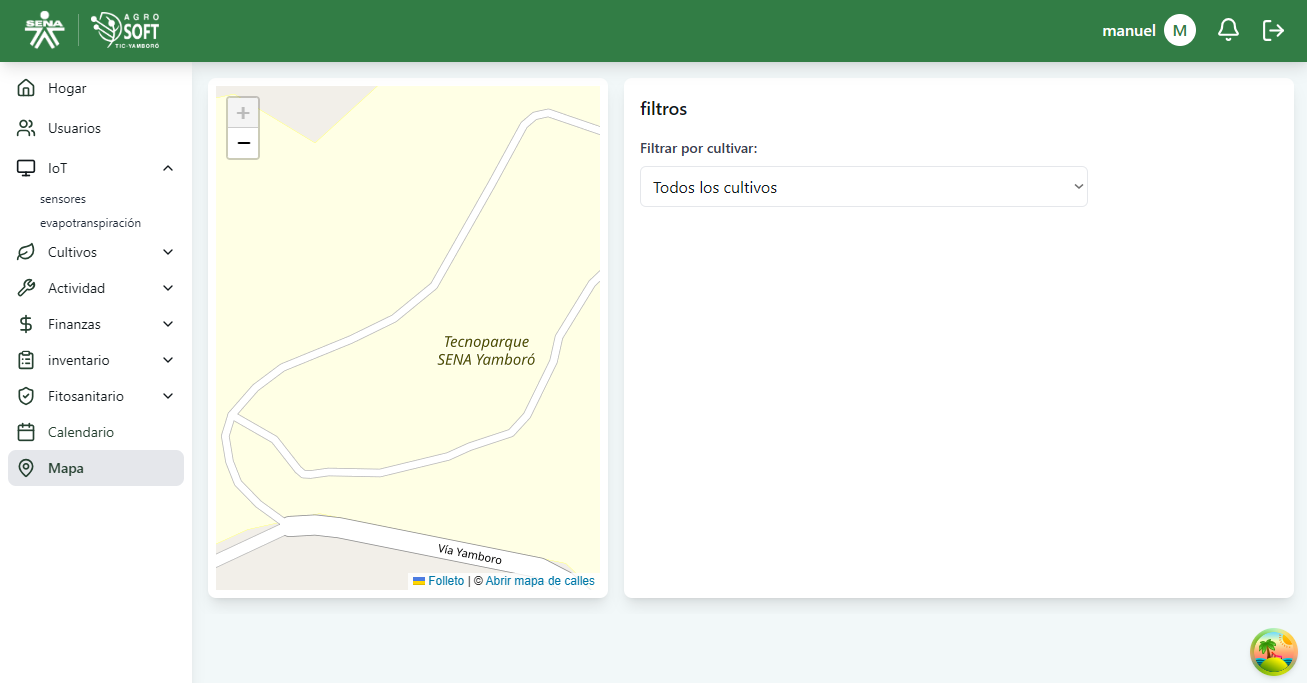 SENA
AGRO
SOFT
TIC-YAMBORÓ
manuel
M
Hogar
Usuarios
IoT
sensores
evapotranspiración
Cultivos
Actividad
Finanzas
inventario
Fitosanitario
Calendario
Mapa
+
−
Tecnoparque
SENA Yamboró
Vía Yamboro
Folleto | © Abrir mapa de calles
filtros
Filtrar por cultivar:
Todos los cultivos